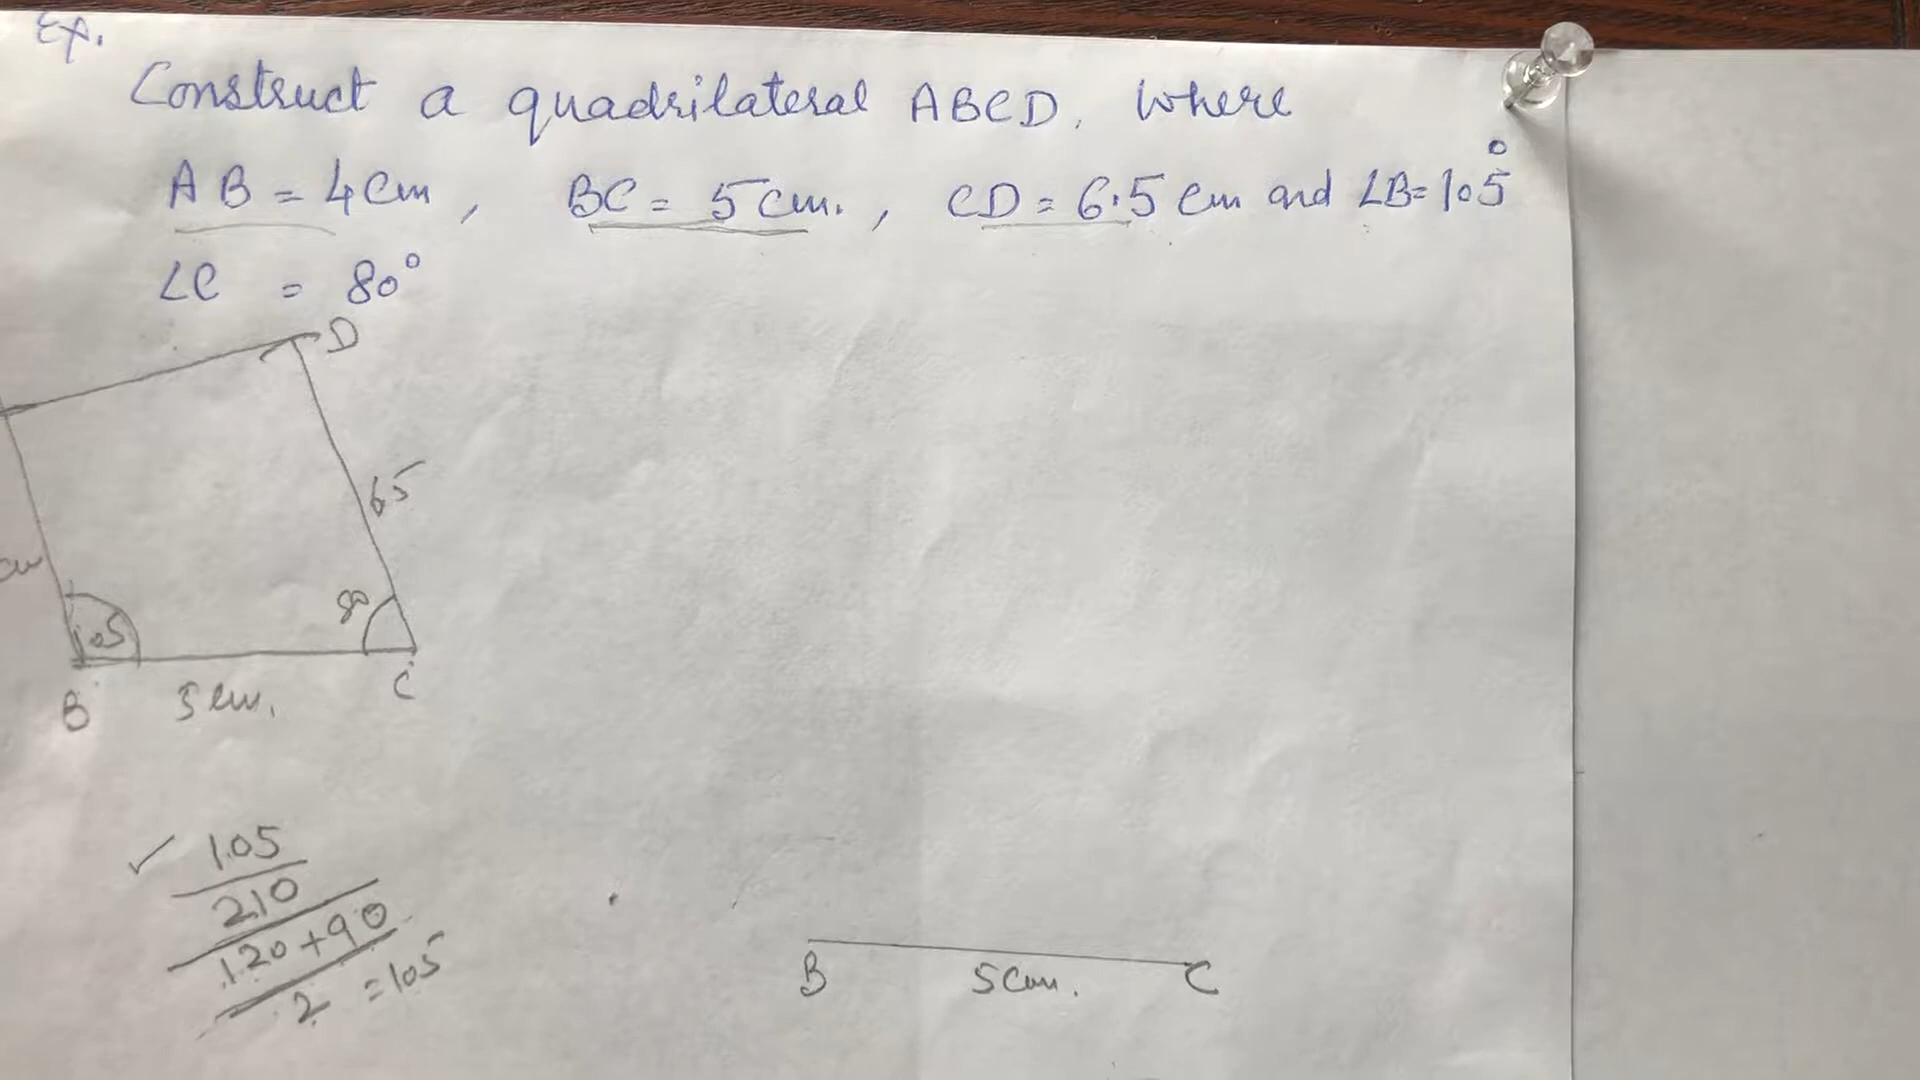 Ex.
Construct a quadrilateral ABCD, where
AB = 4cm, BC = 5cm., CD = 6.5 cm and ∠B=105°
∠C = 80°
D
65
80
105
B 5cm. C
✓ 105
210
120+90
2 =105
B 5cm. C